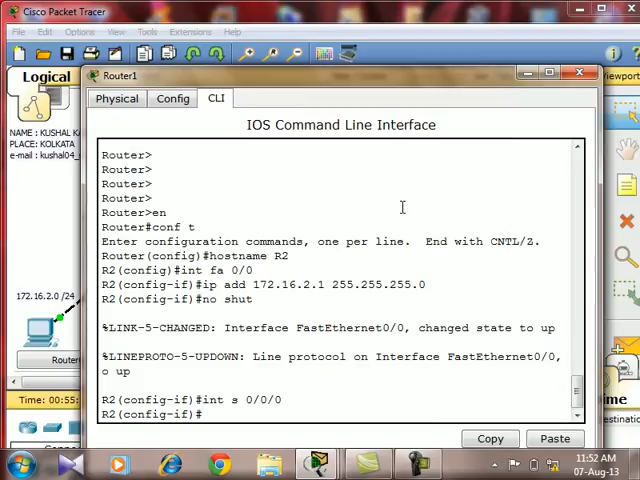 Cisco Packet Tracer
File Edit Options View Tools Extensions Help
Logical
Router1
Viewport
Physical Config CLI
IOS Command Line Interface
NAME : KUSHAL KA
PLACE: KOLKATA
e-mail : kushal04_
Router>
Router>
Router>
Router>
Router>en
Router#conf t
Enter configuration commands, one per line. End with CNTL/Z.
Router(config)#hostname R2
R2(config)#int fa 0/0
R2(config-if)#ip add 172.16.2.1 255.255.255.0
R2(config-if)#no shut
%LINK-5-CHANGED: Interface FastEthernet0/0, changed state to up
%LINEPROTO-5-UPDOWN: Line protocol on Interface FastEthernet0/0,
o up
R2(config-if)#int s 0/0/0
R2(config-if)#
172.16.2.0 /24
Router
Time: 00:55
Copy Paste
11:52 AM
07-Aug-13